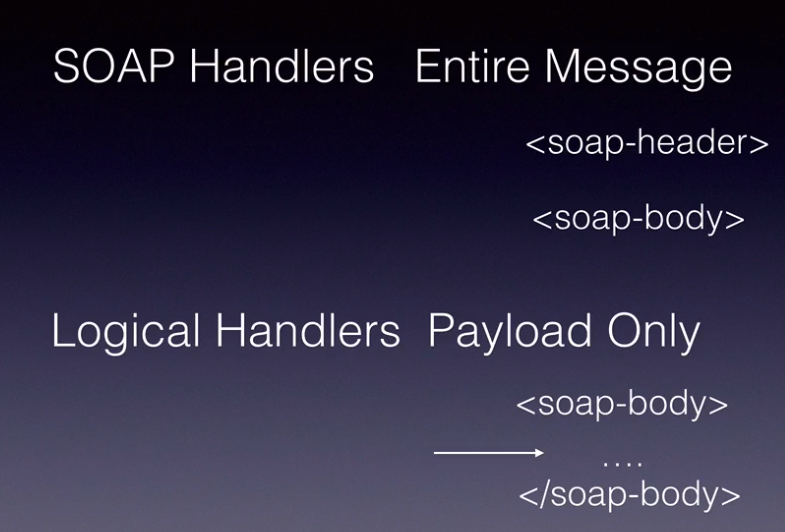 SOAP Handlers Entire Message
<soap-header>
<soap-body>
Logical Handlers Payload Only
<soap-body>
....
</soap-body>